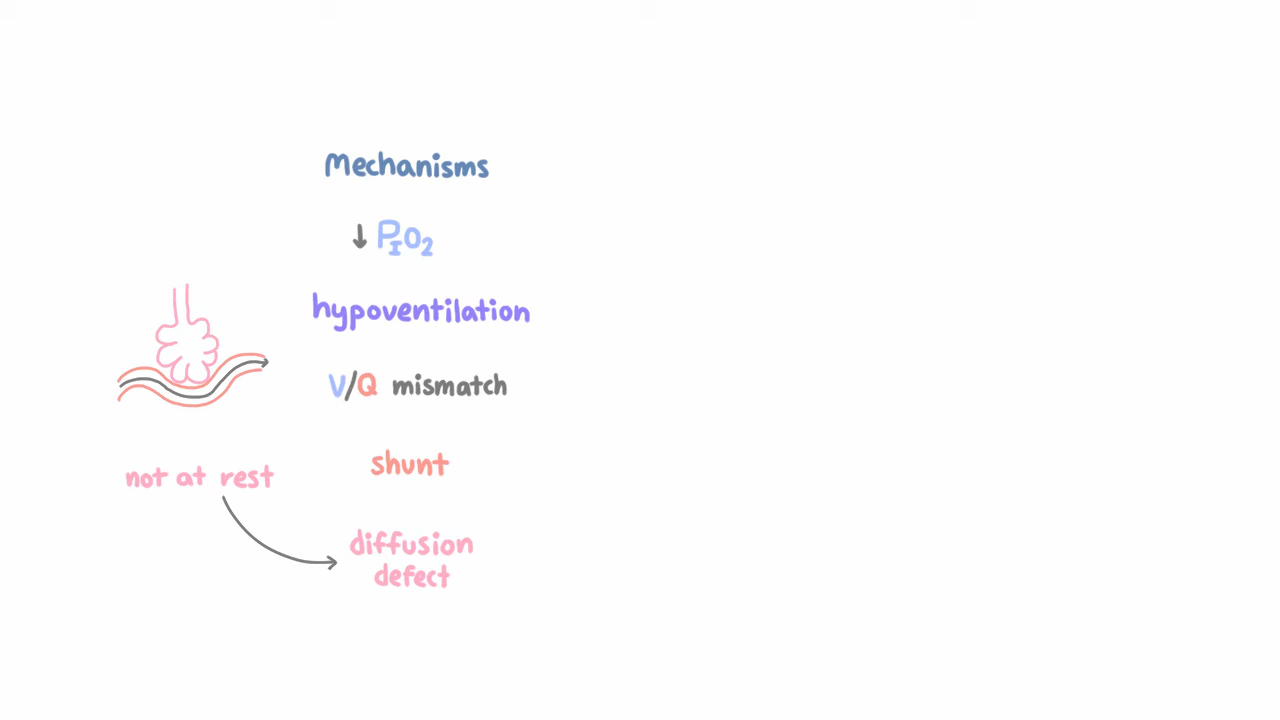 Mechanisms
↓ PIO2
hypoventilation
V/Q mismatch
shunt
not at rest
diffusion
defect